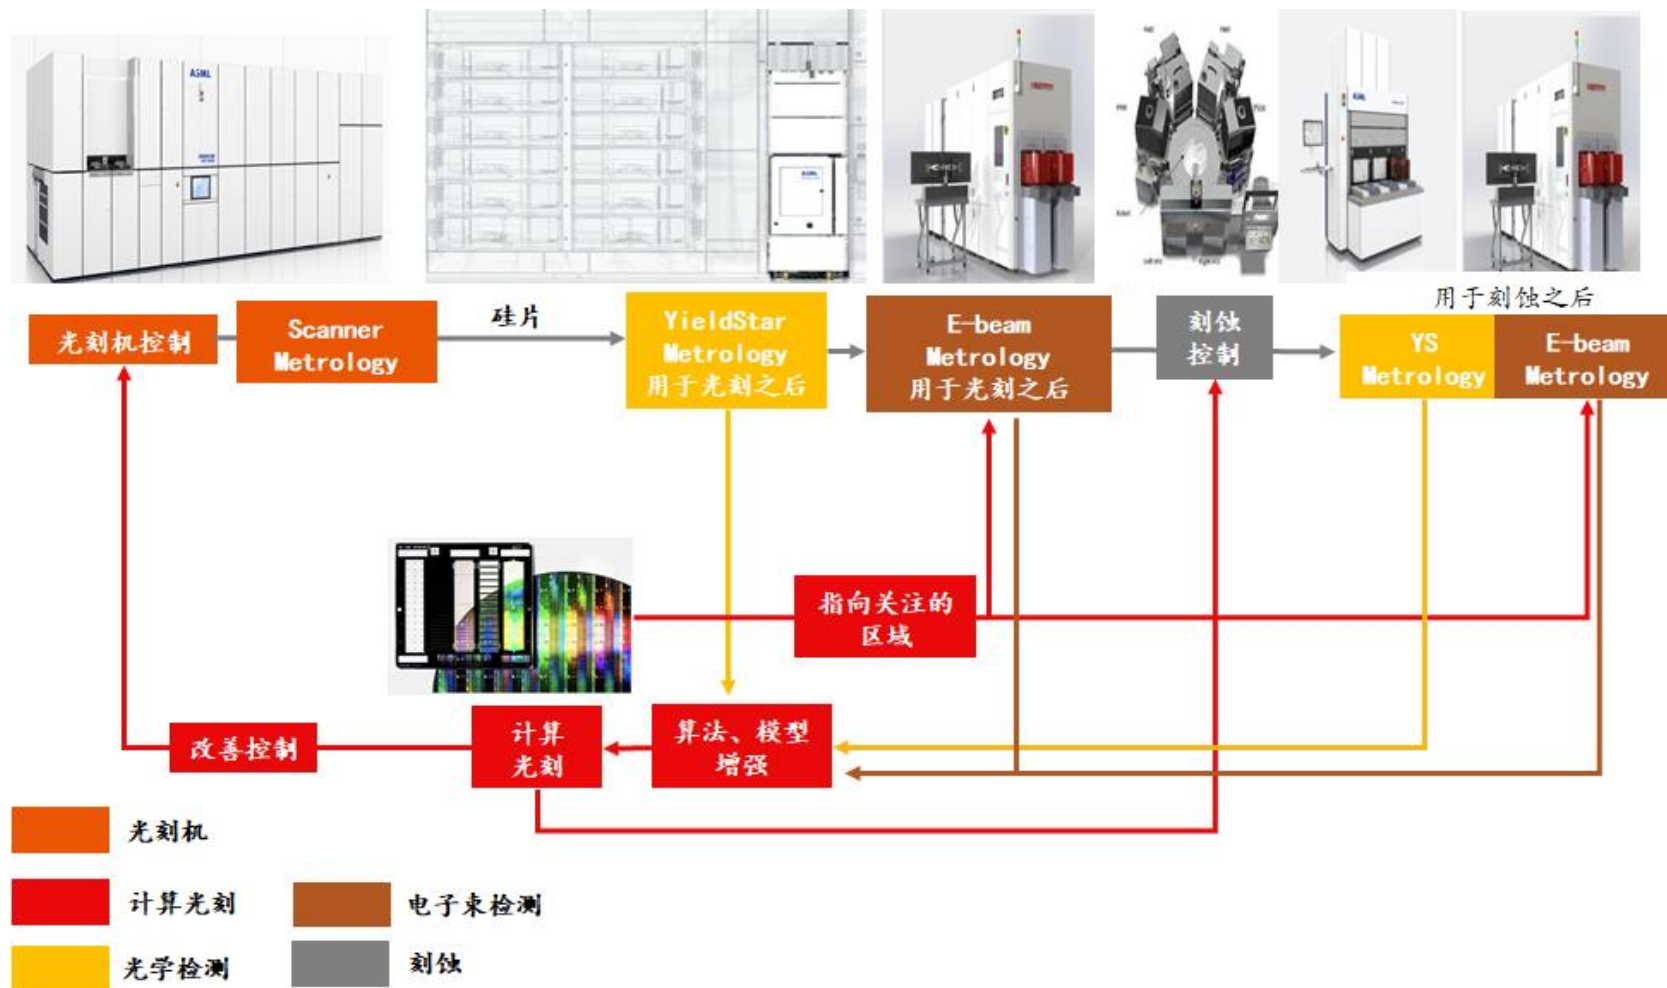 ASML
ASML
ASML
用于刻蚀之后
光刻机控制
Scanner
Metrology
硅片
YieldStar
Metrology
用于光刻之后
E-beam
Metrology
用于光刻之后
刻蚀
控制
YS
Metrology
E-beam
Metrology
指向关注的
区域
改善控制
计算
光刻
算法、模型
增强
光刻机
计算光刻
电子束检测
光学检测
刻蚀